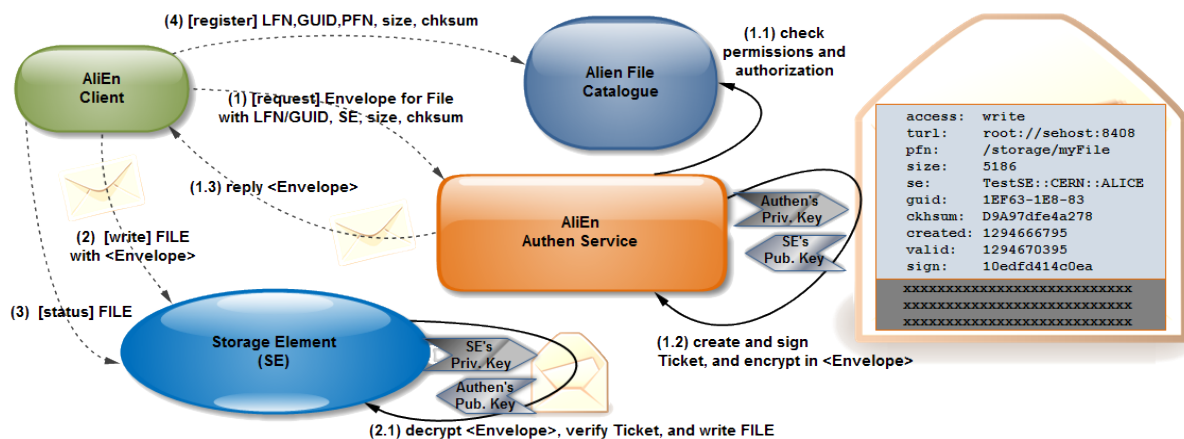 (4) [register] LFN,GUID,PFN, size, chksum
(1.1) check
permissions and
authorization
AliEn
Client
Alien File
Catalogue
(1) [request] Envelope for File
with LFN/GUID, SE, size, chksum
(1.3) reply <Envelope>
AliEn
Authen Service
Authen's
Priv. Key
SE's
Pub. Key
(2) [write] FILE
with <Envelope>
(3) [status] FILE
Storage Element
(SE)
SE's
Priv. Key
Authen's
Pub. Key
(1.2) create and sign
Ticket, and encrypt in <Envelope>
(2.1) decrypt <Envelope>, verify Ticket, and write FILE
access: write
turl: root://sehost:8408
pfn: /storage/myFile
size: 5186
se: TestSE::CERN::ALICE
guid: 1EF63-1E8-83
ckhsum: D9A97dfe4a278
created: 1294666795
valid: 1294670395
sign: 10edfd414c0ea
xxxxxxxxxxxxxxxxxxxxxxxxxxx
xxxxxxxxxxxxxxxxxxxxxxxxxxx
xxxxxxxxxxxxxxxxxxxxxxxxxxx